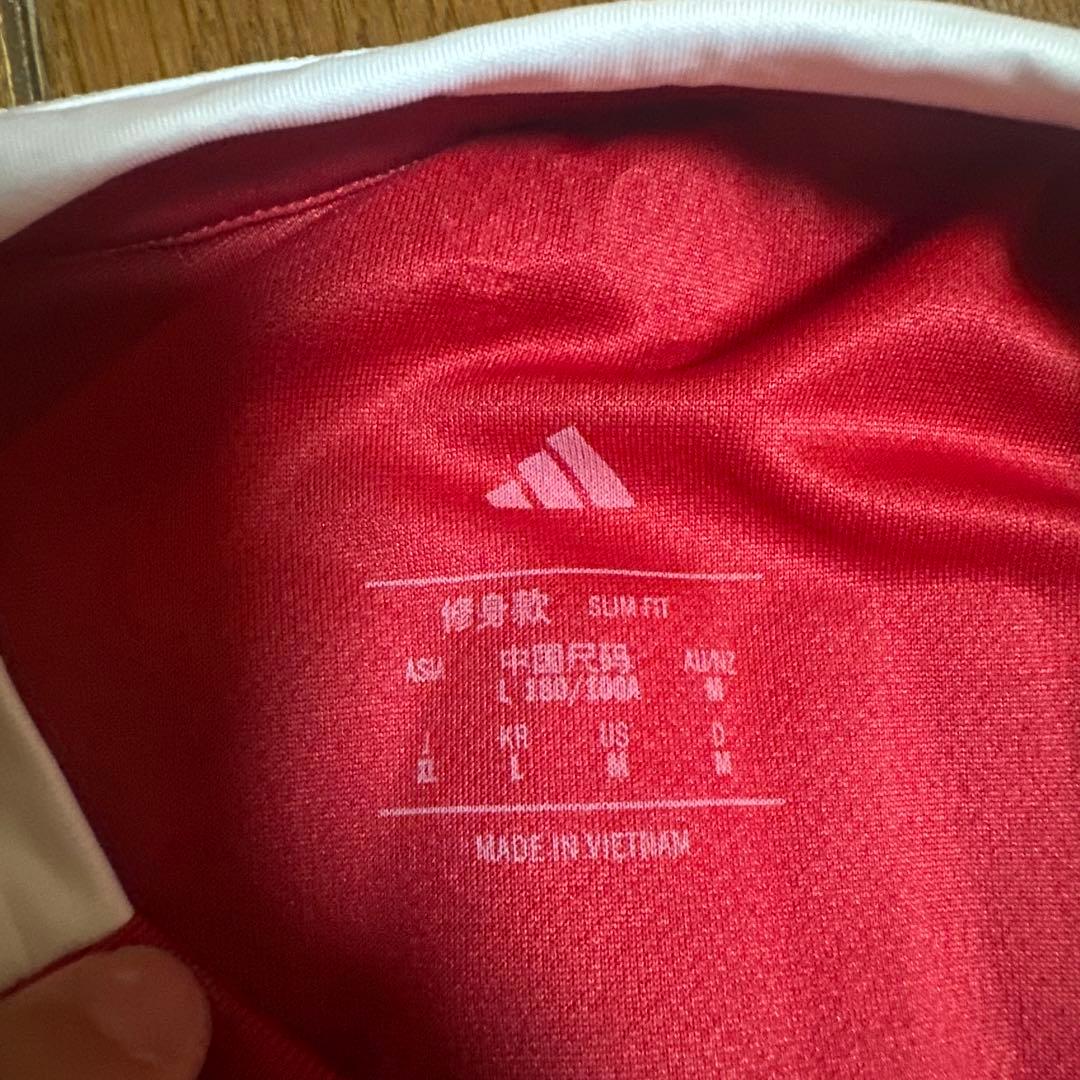 修身款 SLIM FIT
中国尺码 AU/NZ
L 180/100A M
J KR US D
XL L M M
MADE IN VIETNAM